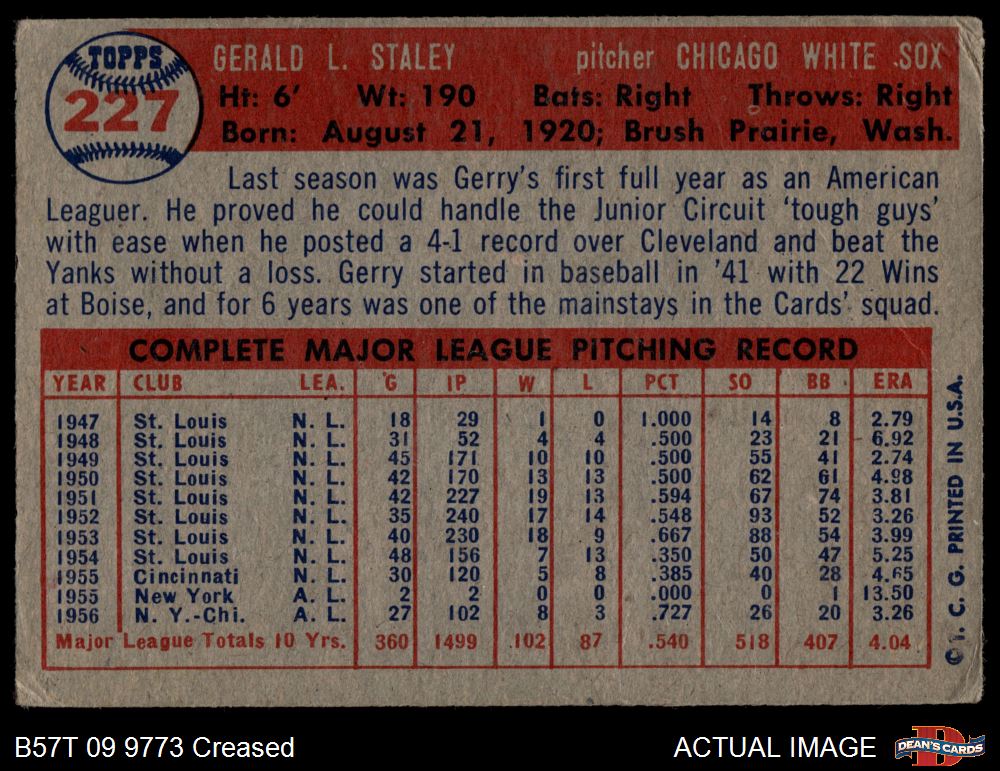 TOPPS
227
GERALD L. STALEY pitcher CHICAGO WHITE SOX
Ht: 6' Wt: 190 Bats: Right Throws: Right
Born: August 21, 1920; Brush Prairie, Wash.
Last season was Gerry's first full year as an American
Leaguer. He proved he could handle the Junior Circuit 'tough guys'
with ease when he posted a 4-1 record over Cleveland and beat the
Yanks without a loss. Gerry started in baseball in '41 with 22 Wins
at Boise, and for 6 years was one of the mainstays in the Cards' squad.
COMPLETE MAJOR LEAGUE PITCHING RECORD
YEAR CLUB LEA. G IP W L PCT SO BB ERA
1947 St. Louis N. L. 18 29 1 0 1.000 14 8 2.79
1948 St. Louis N. L. 31 52 4 4 .500 23 21 6.92
1949 St. Louis N. L. 45 171 10 10 .500 55 41 2.74
1950 St. Louis N. L. 42 170 13 13 .500 62 61 4.98
1951 St. Louis N. L. 42 227 19 13 .594 67 74 3.81
1952 St. Louis N. L. 35 240 17 14 .548 93 52 3.26
1953 St. Louis N. L. 40 230 18 9 .667 88 54 3.99
1954 St. Louis N. L. 48 156 7 13 .350 50 47 5.25
1955 Cincinnati N. L. 30 120 5 8 .385 40 28 4.65
1955 New York A. L. 2 2 0 0 .000 0 1 13.50
1956 N. Y.-Chi. A. L. 27 102 8 3 .727 26 20 3.26
Major League Totals 10 Yrs. 360 1499 102 87 .540 518 407 4.04
©T. C. G. PRINTED IN U.S.A.
B57T 09 9773 Creased ACTUAL IMAGE
D
DEAN'S CARDS